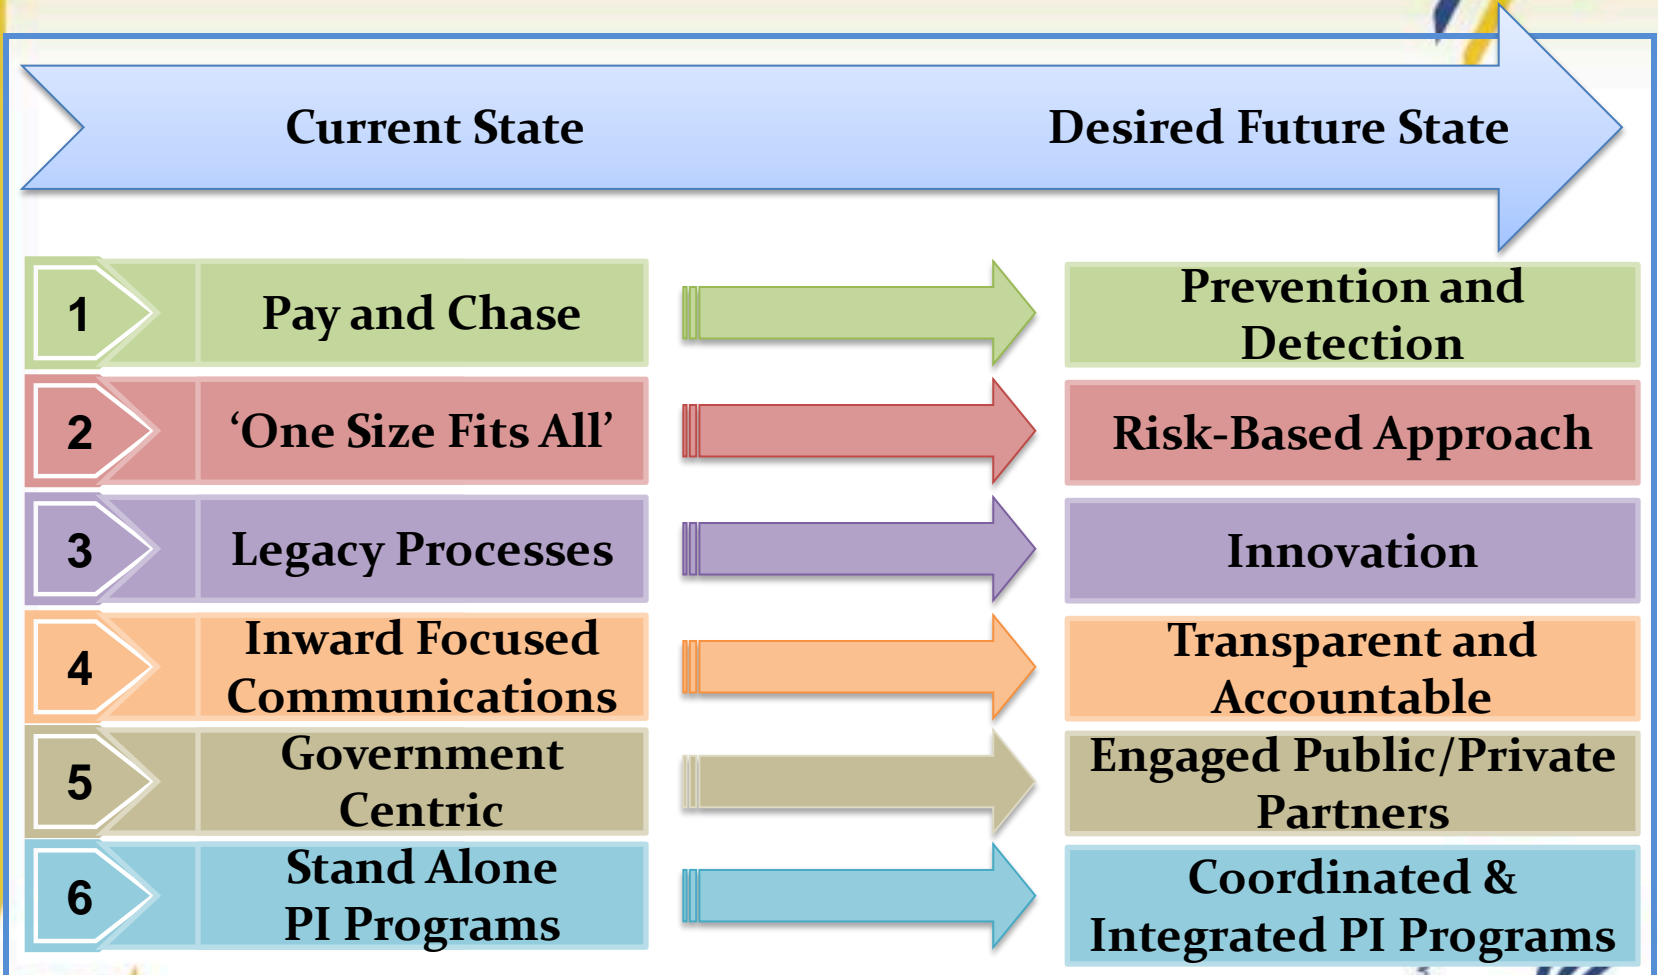 Current State
Desired Future State
1
Pay and Chase
Prevention and
Detection
2
‘One Size Fits All’
Risk-Based Approach
3
Legacy Processes
Innovation
4
Inward Focused
Communications
Transparent and
Accountable
5
Government
Centric
Engaged Public/Private
Partners
6
Stand Alone
PI Programs
Coordinated &
Integrated PI Programs